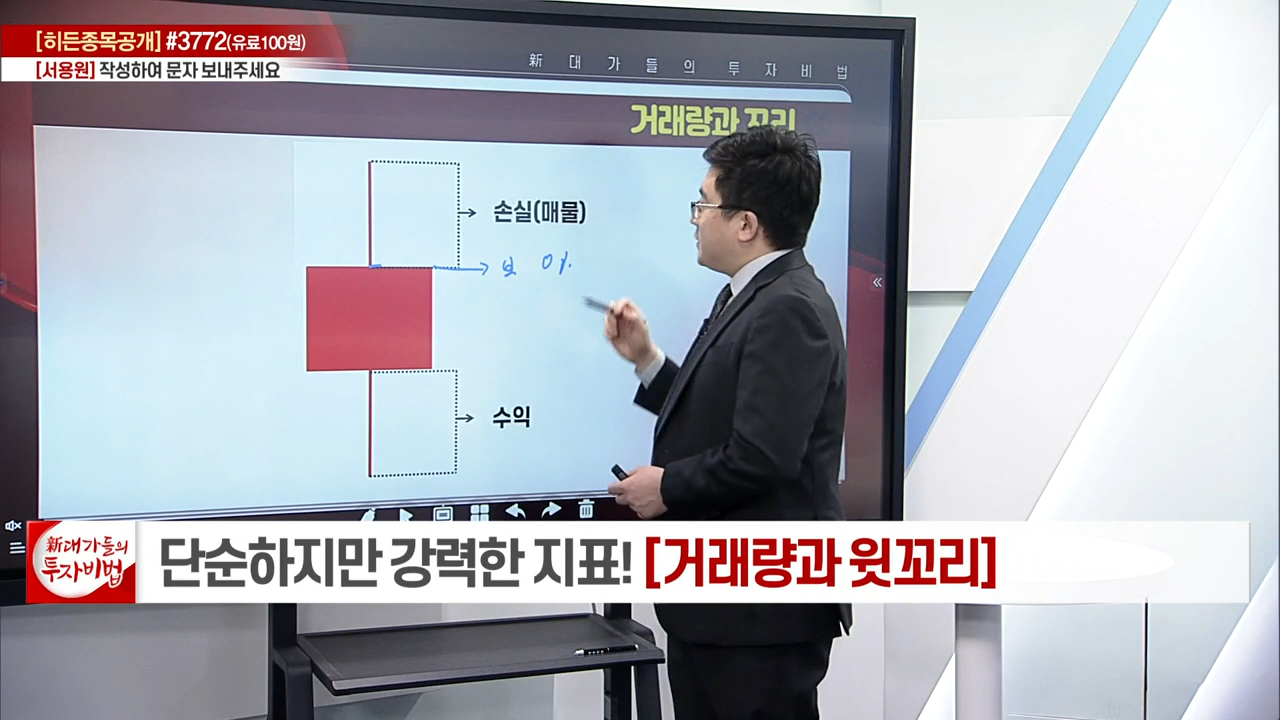 [히든종목공개] #3772(유료100원)
[서용원] 작성하여 문자 보내주세요
新 대 가 들 의 투 자 비 법
거래량과 꼬리
손실(매물)
0%
수익
新대가들의
투자비법
단순하지만 강력한 지표! [거래량과 윗꼬리]